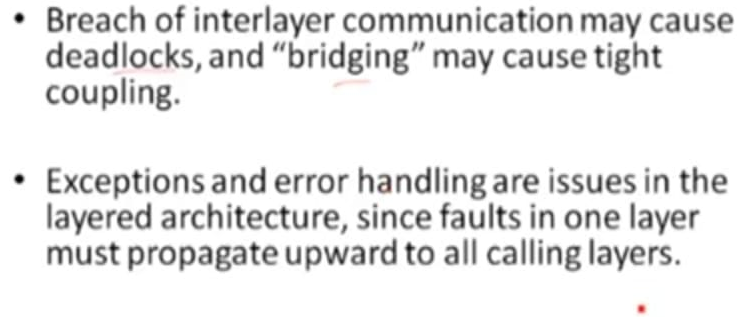 • Breach of interlayer communication may cause
deadlocks, and “bridging” may cause tight
coupling.
• Exceptions and error handling are issues in the
layered architecture, since faults in one layer
must propagate upward to all calling layers.